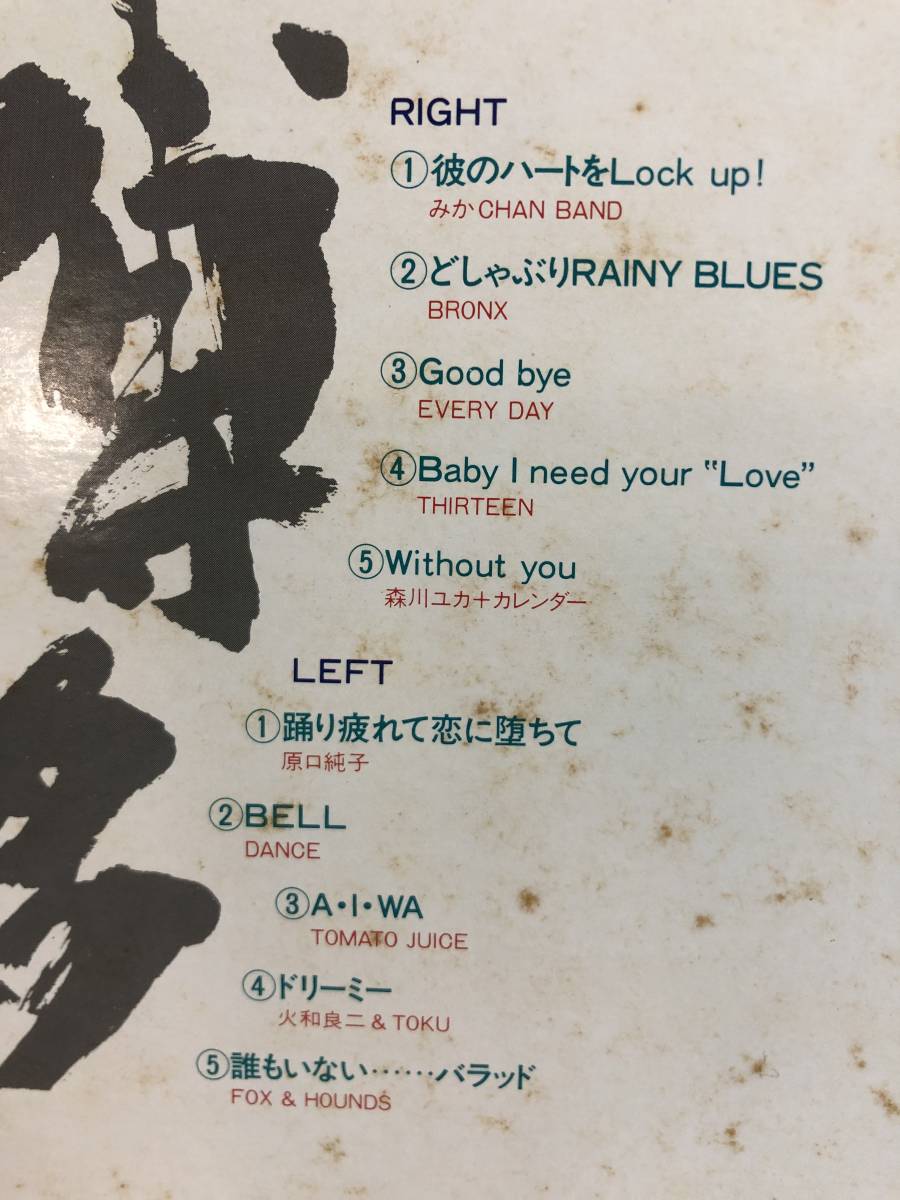 博多
RIGHT
①彼のハートをLock up!
みかCHAN BAND
②どしゃぶりRAINY BLUES
BRONX
③Good bye
EVERY DAY
④Baby I need your “Love”
THIRTEEN
⑤Without you
森川ユカ+カレンダー
LEFT
①踊り疲れて恋に堕ちて
原口純子
②BELL
DANCE
③A・I・WA
TOMATO JUICE
④ドリーミー
火和良二 & TOKU
⑤誰もいない……バラッド
FOX & HOUNDS